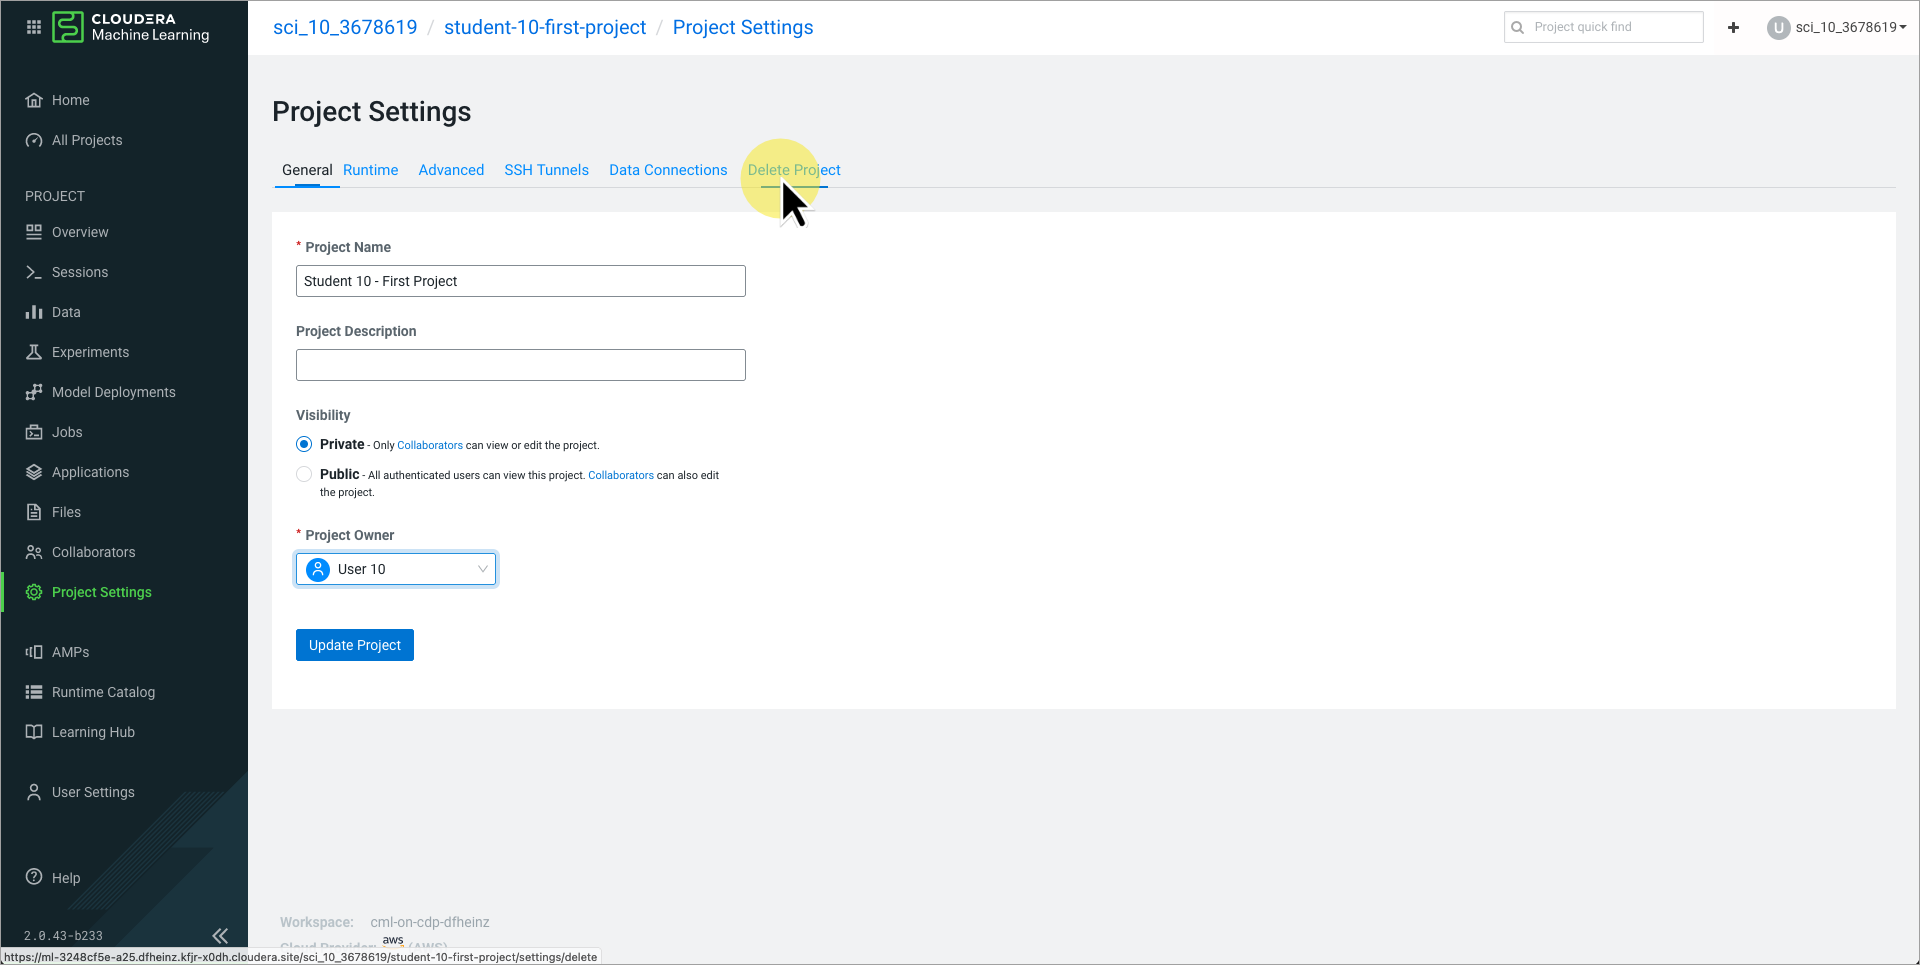 CLOUDERA
Machine Learning
sci_10_3678619 / student-10-first-project / Project Settings
Project quick find
+
U
sci_10_3678619
Home
All Projects
PROJECT
Overview
Sessions
Data
Experiments
Model Deployments
Jobs
Applications
Files
Collaborators
Project Settings
AMPs
Runtime Catalog
Learning Hub
User Settings
Help
2.0.43-b233
Project Settings
General Runtime Advanced SSH Tunnels Data Connections Delete Project
* Project Name
Student 10 - First Project
Project Description
Visibility
Private - Only Collaborators can view or edit the project.
Public - All authenticated users can view this project. Collaborators can also edit
the project.
* Project Owner
User 10
Update Project
Workspace: cml-on-cdp-dfheinz
Cloud Provider: aws (AWS)
https://ml-3248cf5e-a25.dfheinz.kfjr-x0dh.cloudera.site/sci_10_3678619/student-10-first-project/settings/delete